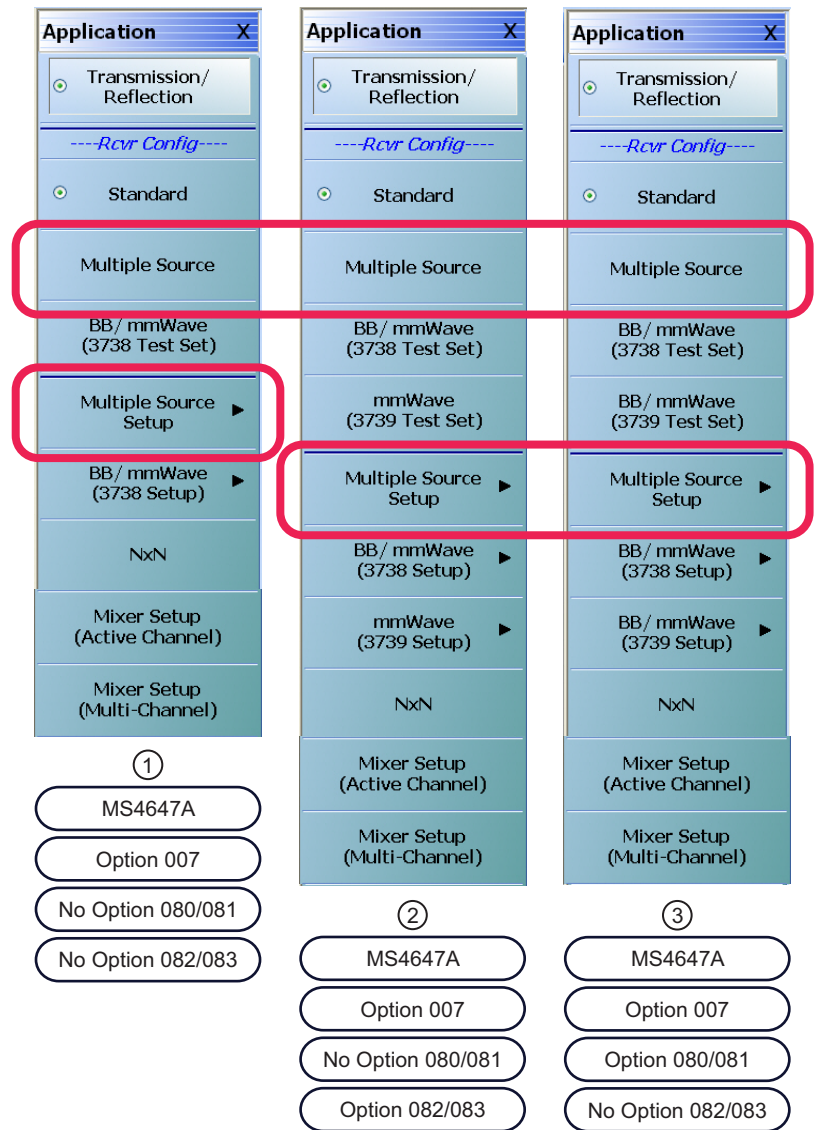 Application X
Transmission/
Reflection
----Rcvr Config----
Standard
Multiple Source
BB/mmWave
(3738 Test Set)
Multiple Source
Setup
BB/mmWave
(3738 Setup)
NxN
Mixer Setup
(Active Channel)
Mixer Setup
(Multi-Channel)
1
MS4647A
Option 007
No Option 080/081
No Option 082/083
Application X
Transmission/
Reflection
----Rcvr Config----
Standard
Multiple Source
BB/mmWave
(3738 Test Set)
mmWave
(3739 Test Set)
Multiple Source
Setup
BB/mmWave
(3738 Setup)
mmWave
(3739 Setup)
NxN
Mixer Setup
(Active Channel)
Mixer Setup
(Multi-Channel)
2
MS4647A
Option 007
No Option 080/081
Option 082/083
Application X
Transmission/
Reflection
----Rcvr Config----
Standard
Multiple Source
BB/mmWave
(3738 Test Set)
BB/mmWave
(3739 Test Set)
Multiple Source
Setup
BB/mmWave
(3738 Setup)
BB/mmWave
(3739 Setup)
NxN
Mixer Setup
(Active Channel)
Mixer Setup
(Multi-Channel)
3
MS4647A
Option 007
Option 080/081
No Option 082/083